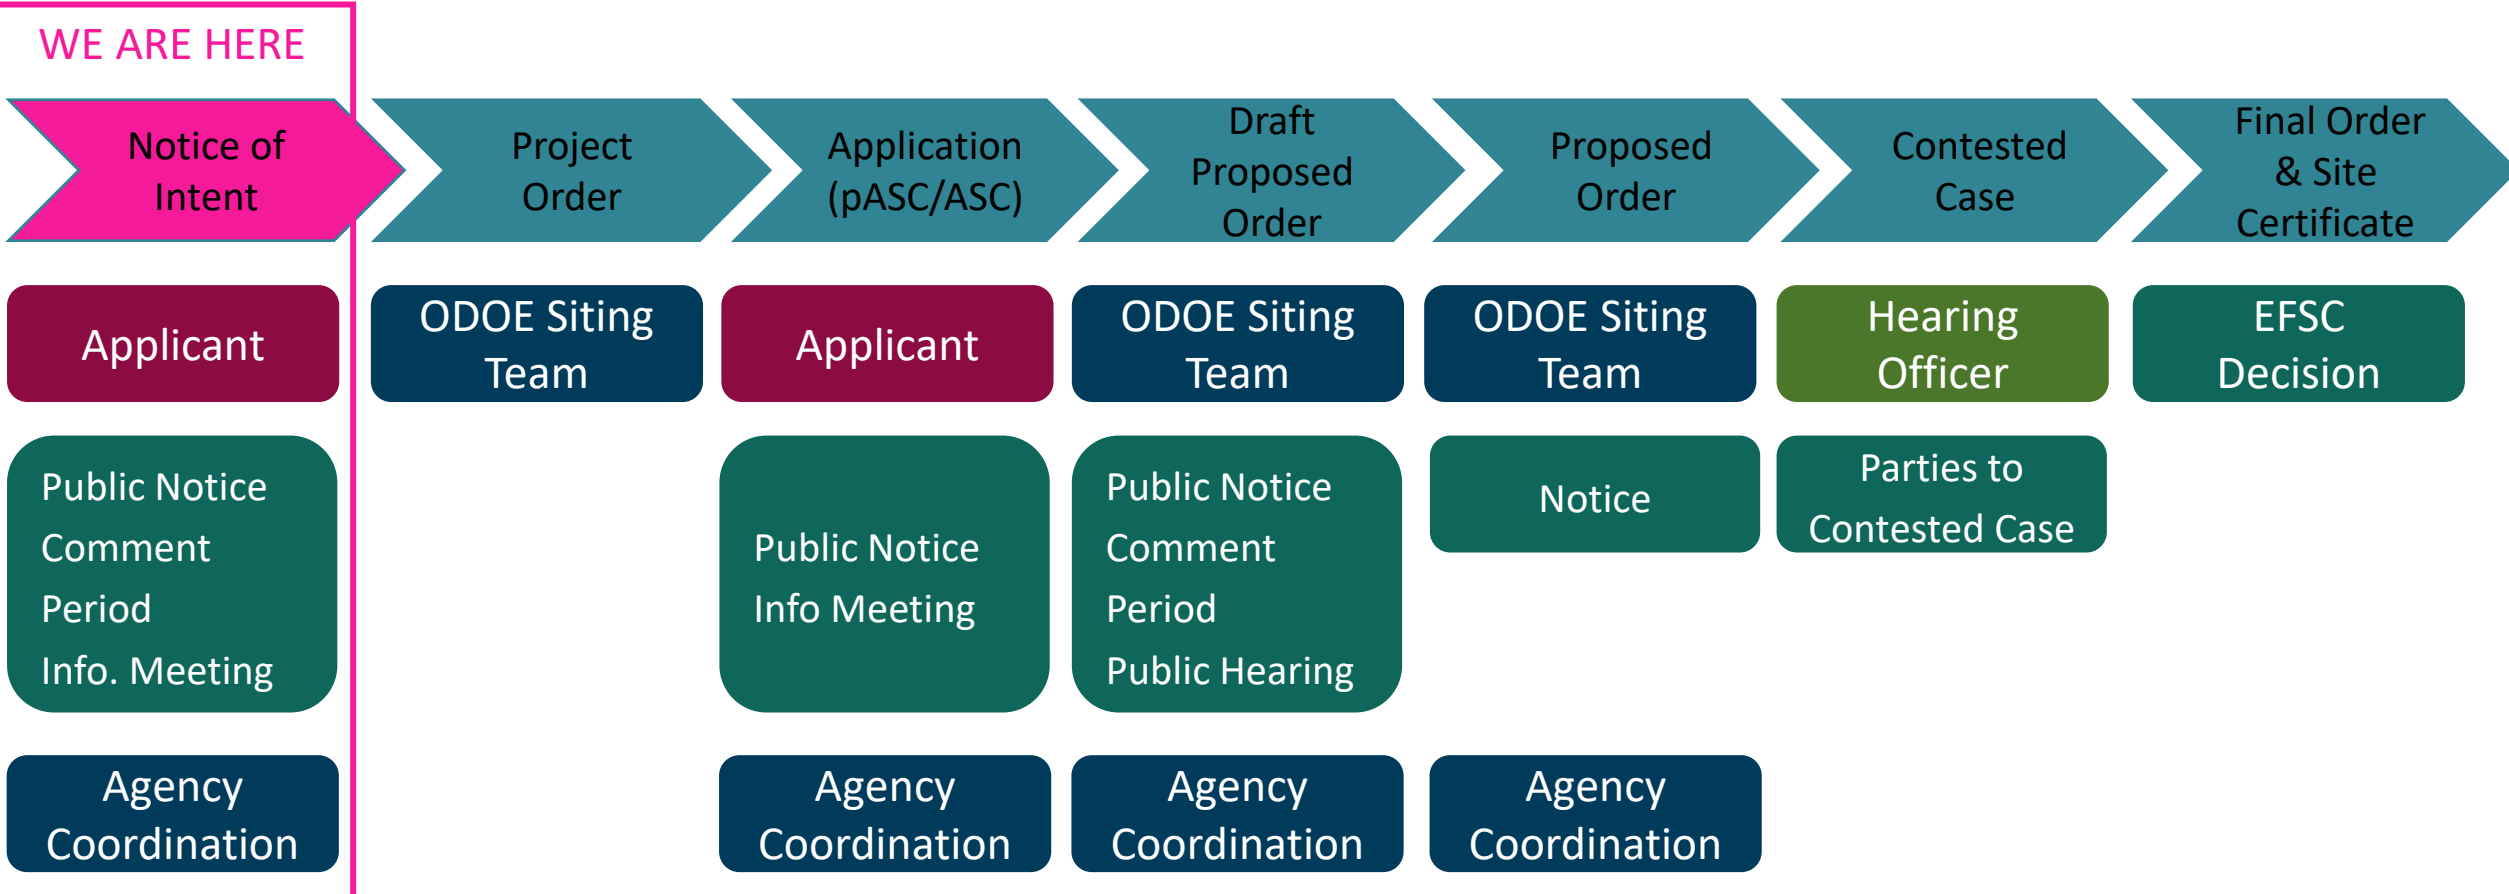 WE ARE HERE
Notice of
Intent
Project
Order
Application
(pASC/ASC)
Draft
Proposed
Order
Proposed
Order
Contested
Case
Final Order
& Site
Certificate
Applicant
ODOE Siting
Team
Applicant
ODOE Siting
Team
ODOE Siting
Team
Hearing
Officer
EFSC
Decision
Public Notice
Comment
Period
Info. Meeting
Public Notice
Info Meeting
Public Notice
Comment
Period
Public Hearing
Notice
Parties to
Contested Case
Agency
Coordination
Agency
Coordination
Agency
Coordination
Agency
Coordination